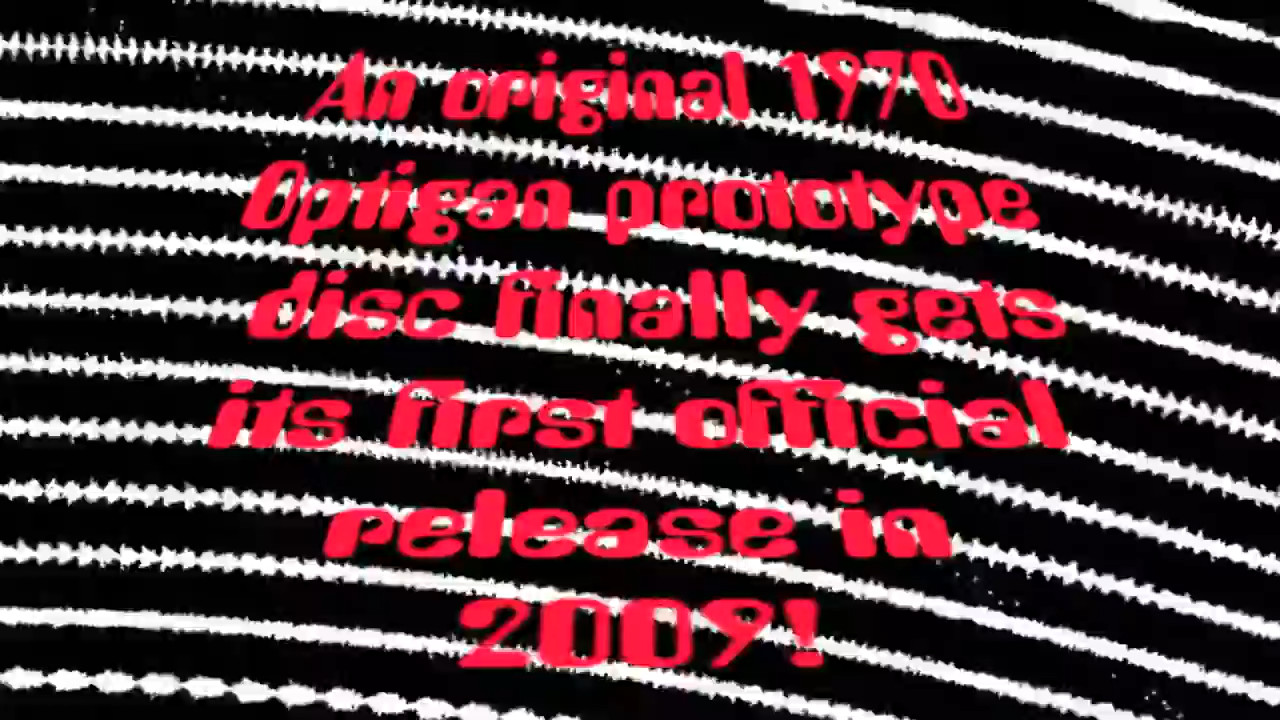 An original 1970
Optigan prototype
disc finally gets
its first official
release in
2009!